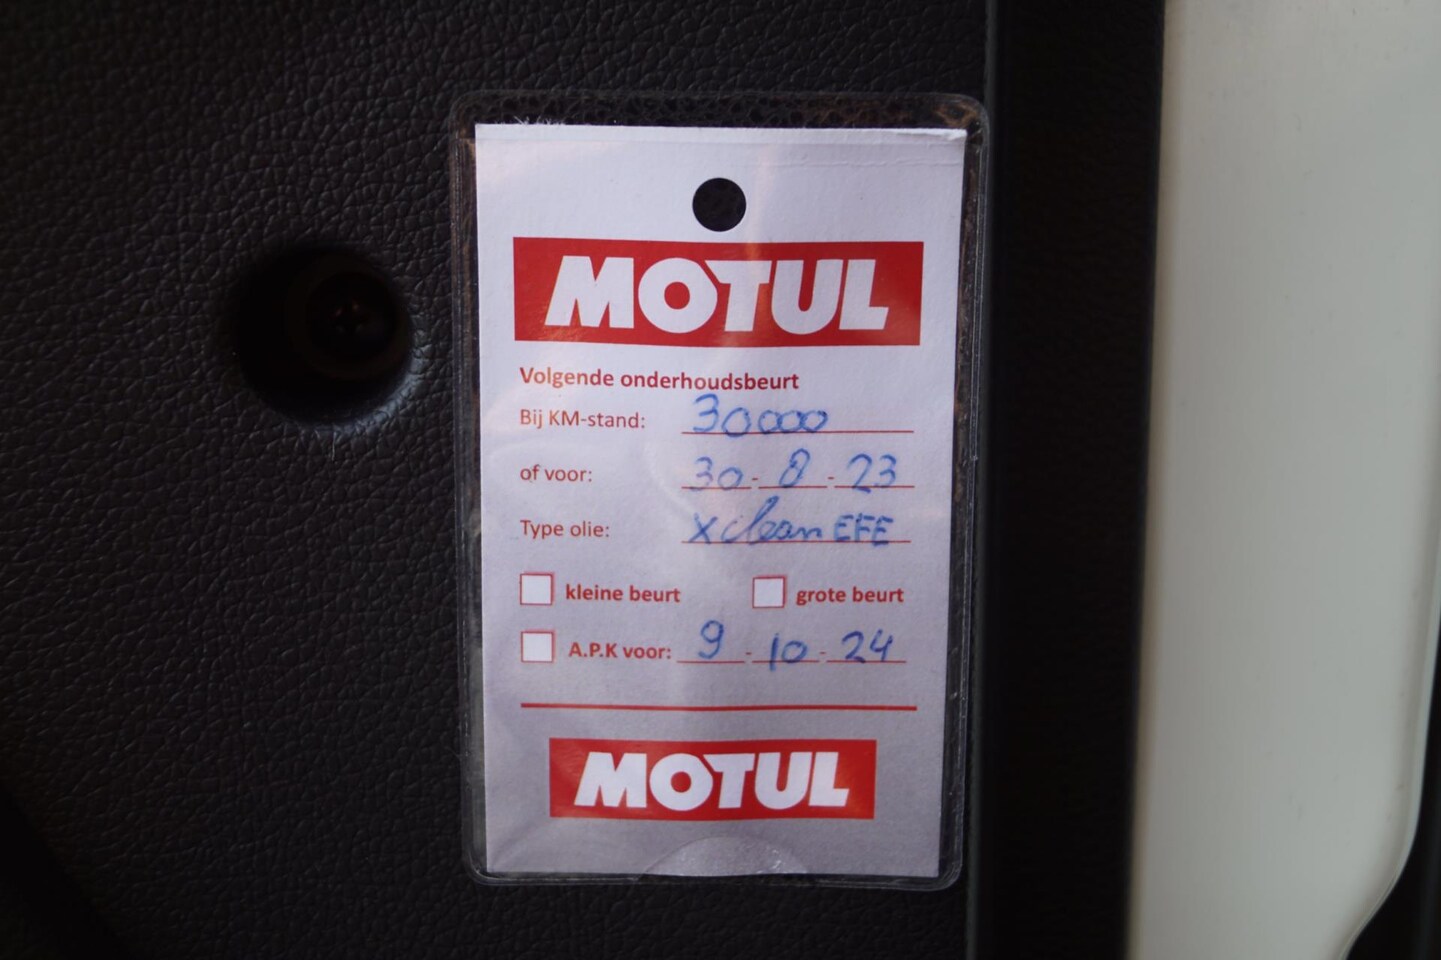 MOTUL
Volgende onderhoudsbeurt
Bij KM-stand: 30000
of voor: 30-8-23
Type olie: X clean EFE
kleine beurt grote beurt
A.P.K voor: 9-10-24
MOTUL